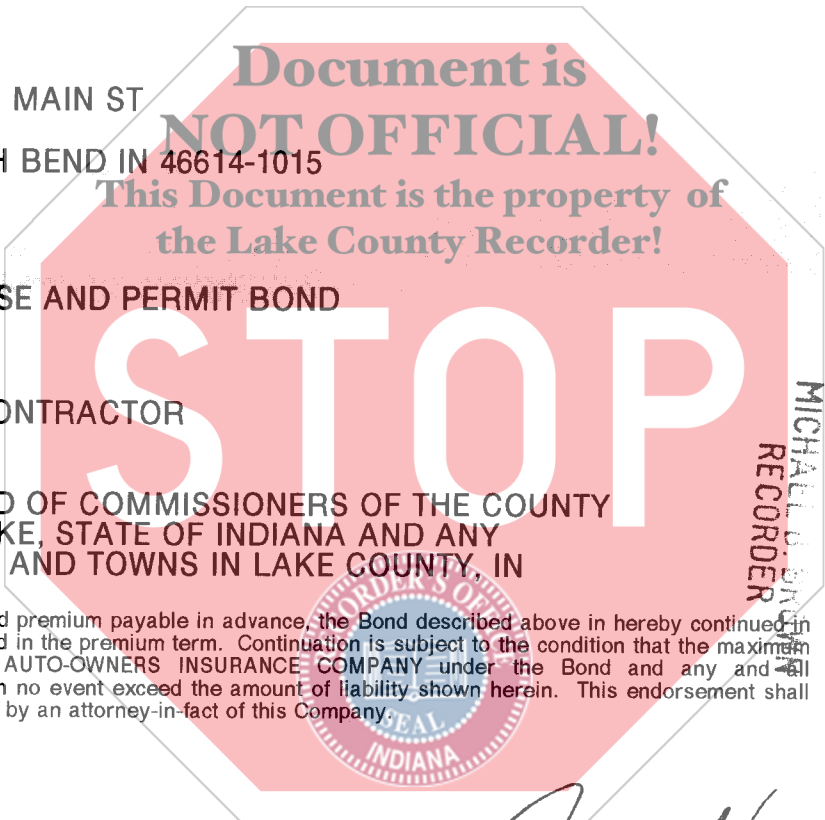 Document is
MAIN ST
NOT OFFICIAL!
H BEND IN 46614-1015
This Document is the property of
the Lake County Recorder!
SE AND PERMIT BOND
STOP
ONTRACTOR
MICHAEL B. BROWN
RECORDER
D OF COMMISSIONERS OF THE COUNTY
KE, STATE OF INDIANA AND ANY
AND TOWNS IN LAKE COUNTY, IN
d premium payable in advance, the Bond described above in hereby continued in
d in the premium term. Continuation is subject to the condition that the maximum
AUTO-OWNERS INSURANCE COMPANY under the Bond and any and all
n no event exceed the amount of liability shown herein. This endorsement shall
by an attorney-in-fact of this Company.
RECORDER'S OFFICE
SEAL
INDIANA